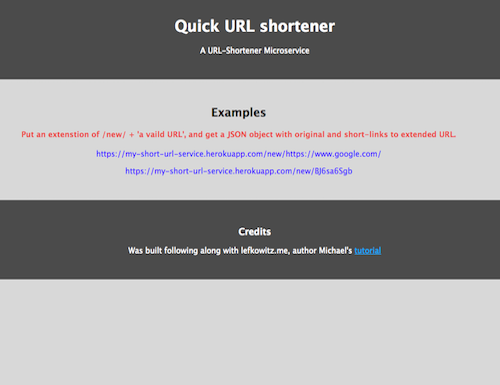 Quick URL shortener
A URL-Shortener Microservice
Examples
Put an extenstion of /new/ + 'a vaild URL', and get a JSON object with original and short-links to extended URL.
https://my-short-url-service.herokuapp.com/new/https://www.google.com/
https://my-short-url-service.herokuapp.com/new/BJ6sa6Sgb
Credits
Was built following along with lefkowitz.me, author Michael's tutorial